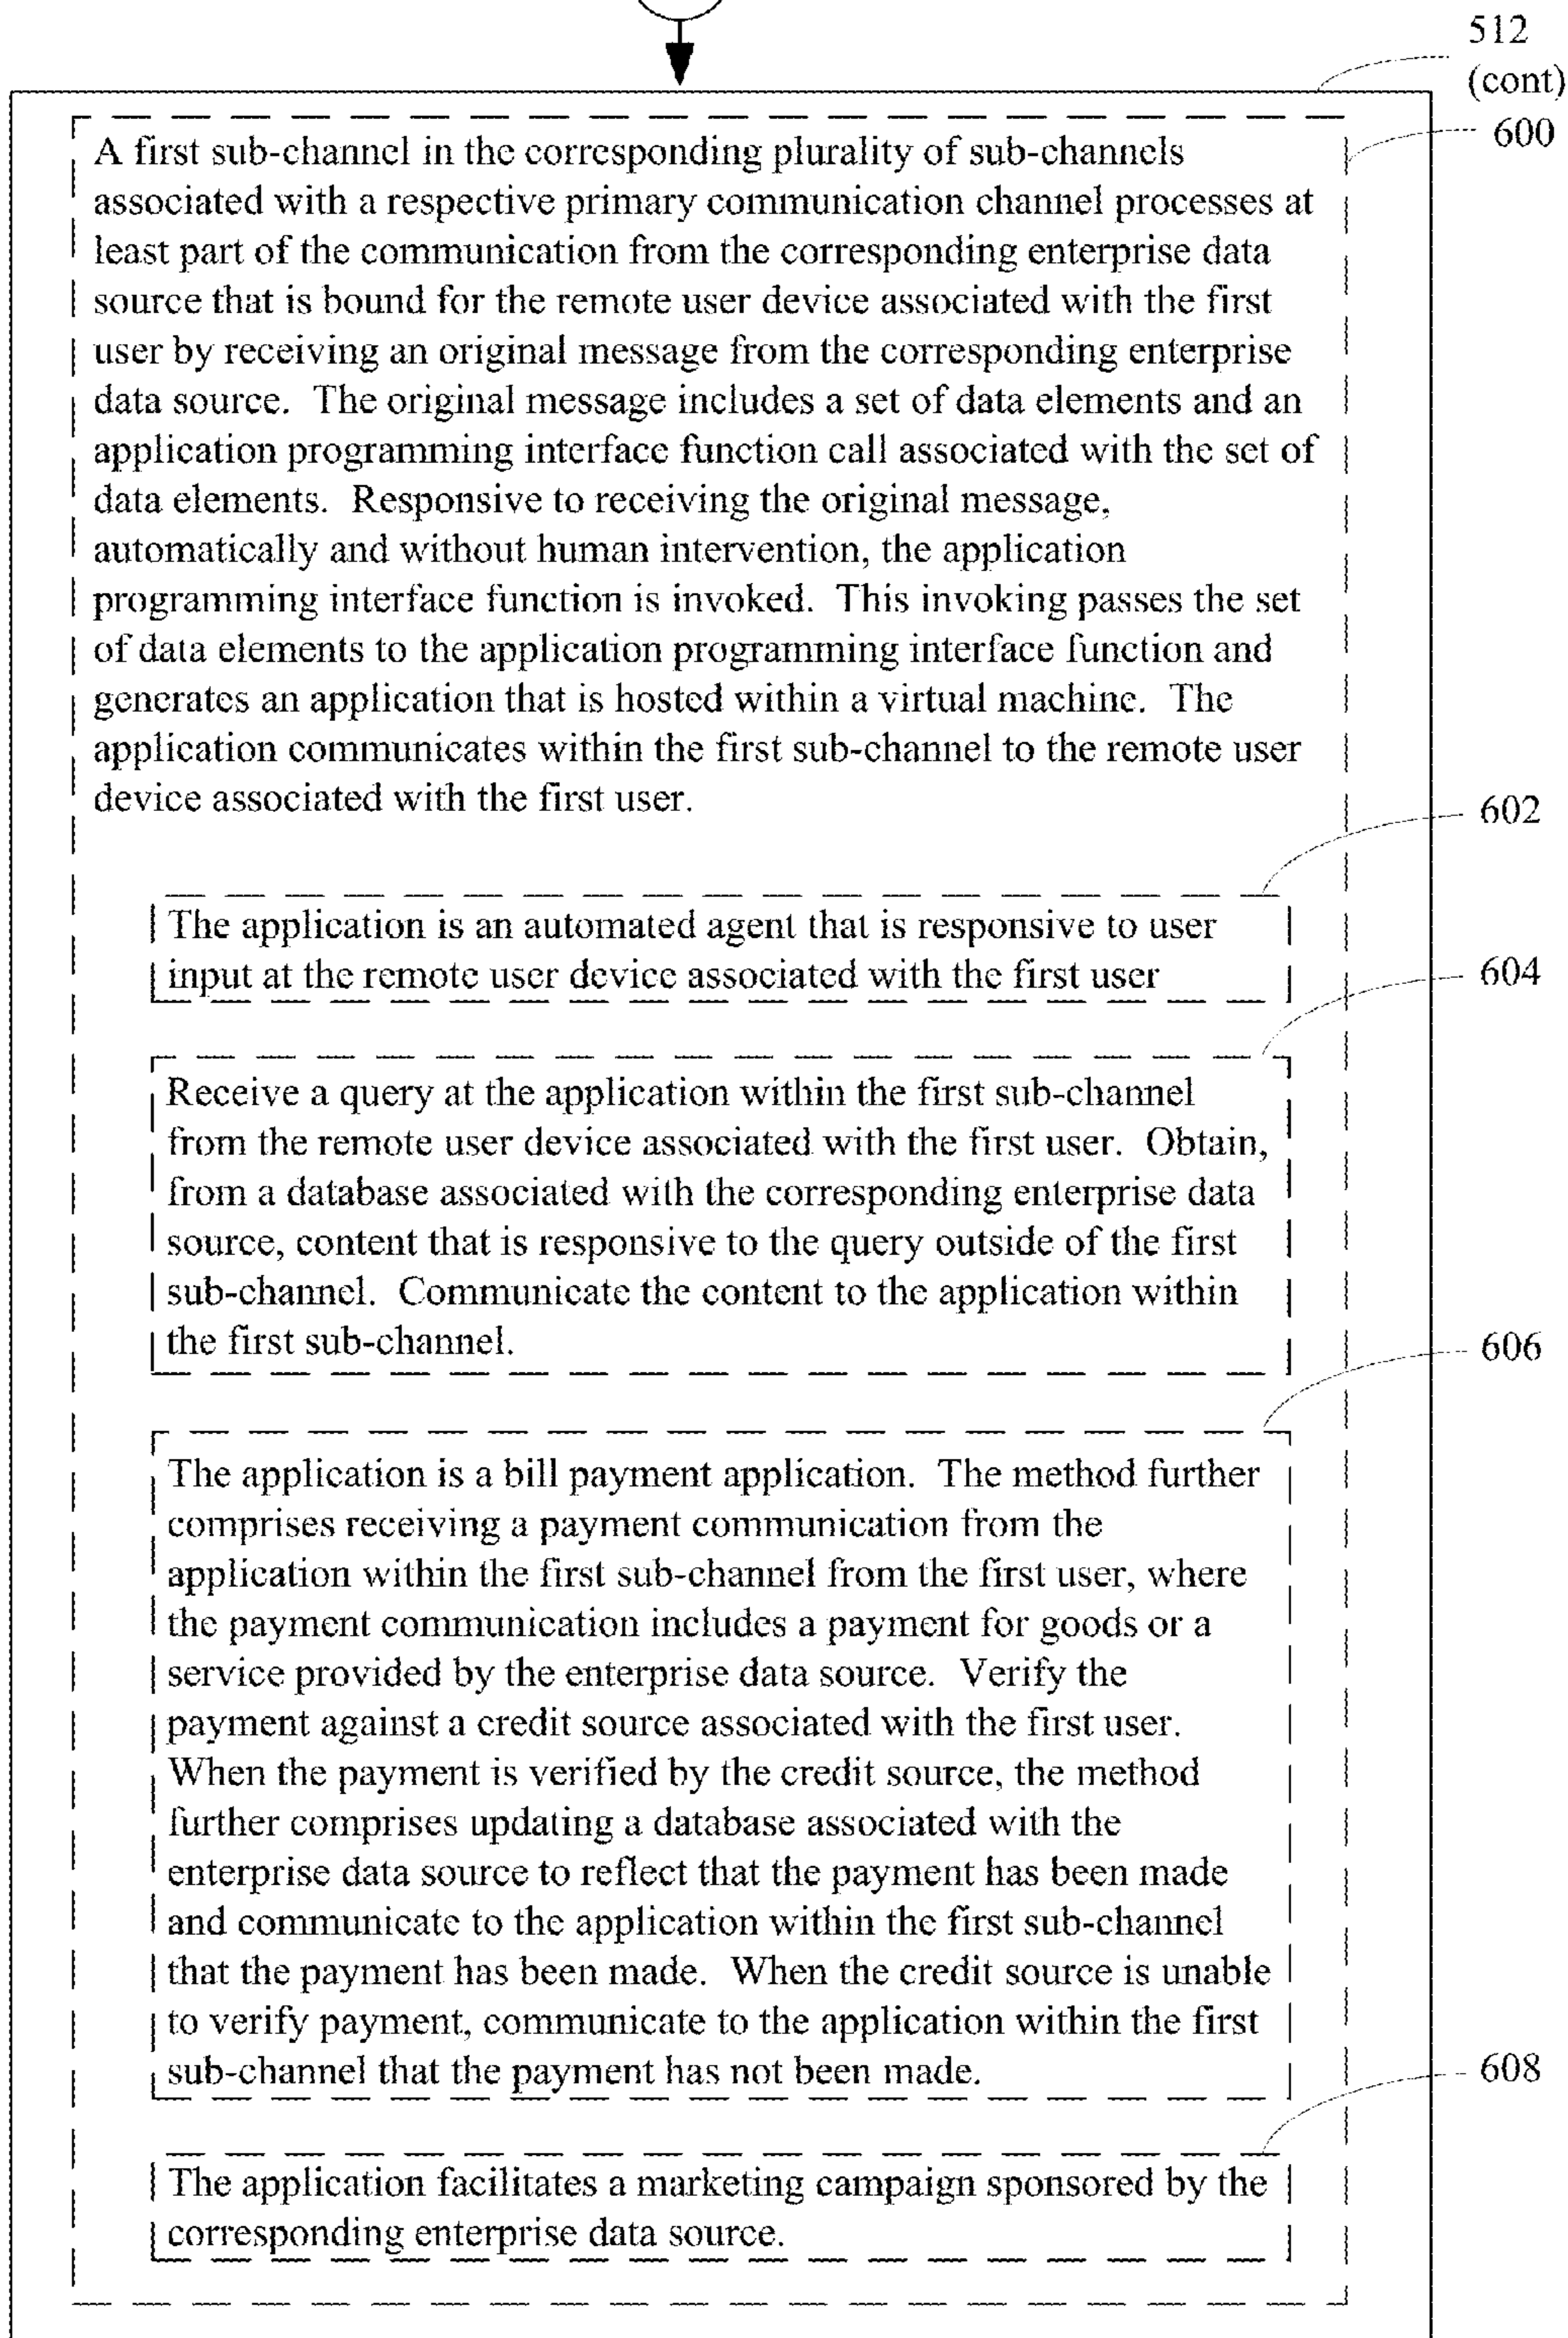 512
(cont)
600
A first sub-channel in the corresponding plurality of sub-channels
associated with a respective primary communication channel processes at
least part of the communication from the corresponding enterprise data
source that is bound for the remote user device associated with the first
user by receiving an original message from the corresponding enterprise
data source.  The original message includes a set of data elements and an
application programming interface function call associated with the set of
data elements.  Responsive to receiving the original message,
automatically and without human intervention, the application
programming interface function is invoked.  This invoking passes the set
of data elements to the application programming interface function and
generates an application that is hosted within a virtual machine.  The
application communicates within the first sub-channel to the remote user
device associated with the first user.
602
The application is an automated agent that is responsive to user
input at the remote user device associated with the first user
604
Receive a query at the application within the first sub-channel
from the remote user device associated with the first user.  Obtain,
from a database associated with the corresponding enterprise data
source, content that is responsive to the query outside of the first
sub-channel.  Communicate the content to the application within
the first sub-channel.
606
The application is a bill payment application.  The method further
comprises receiving a payment communication from the
application within the first sub-channel from the first user, where
the payment communication includes a payment for goods or a
service provided by the enterprise data source.  Verify the
payment against a credit source associated with the first user.
When the payment is verified by the credit source, the method
further comprises updating a database associated with the
enterprise data source to reflect that the payment has been made
and communicate to the application within the first sub-channel
that the payment has been made.  When the credit source is unable
to verify payment, communicate to the application within the first
sub-channel that the payment has not been made.
608
The application facilitates a marketing campaign sponsored by the
corresponding enterprise data source.